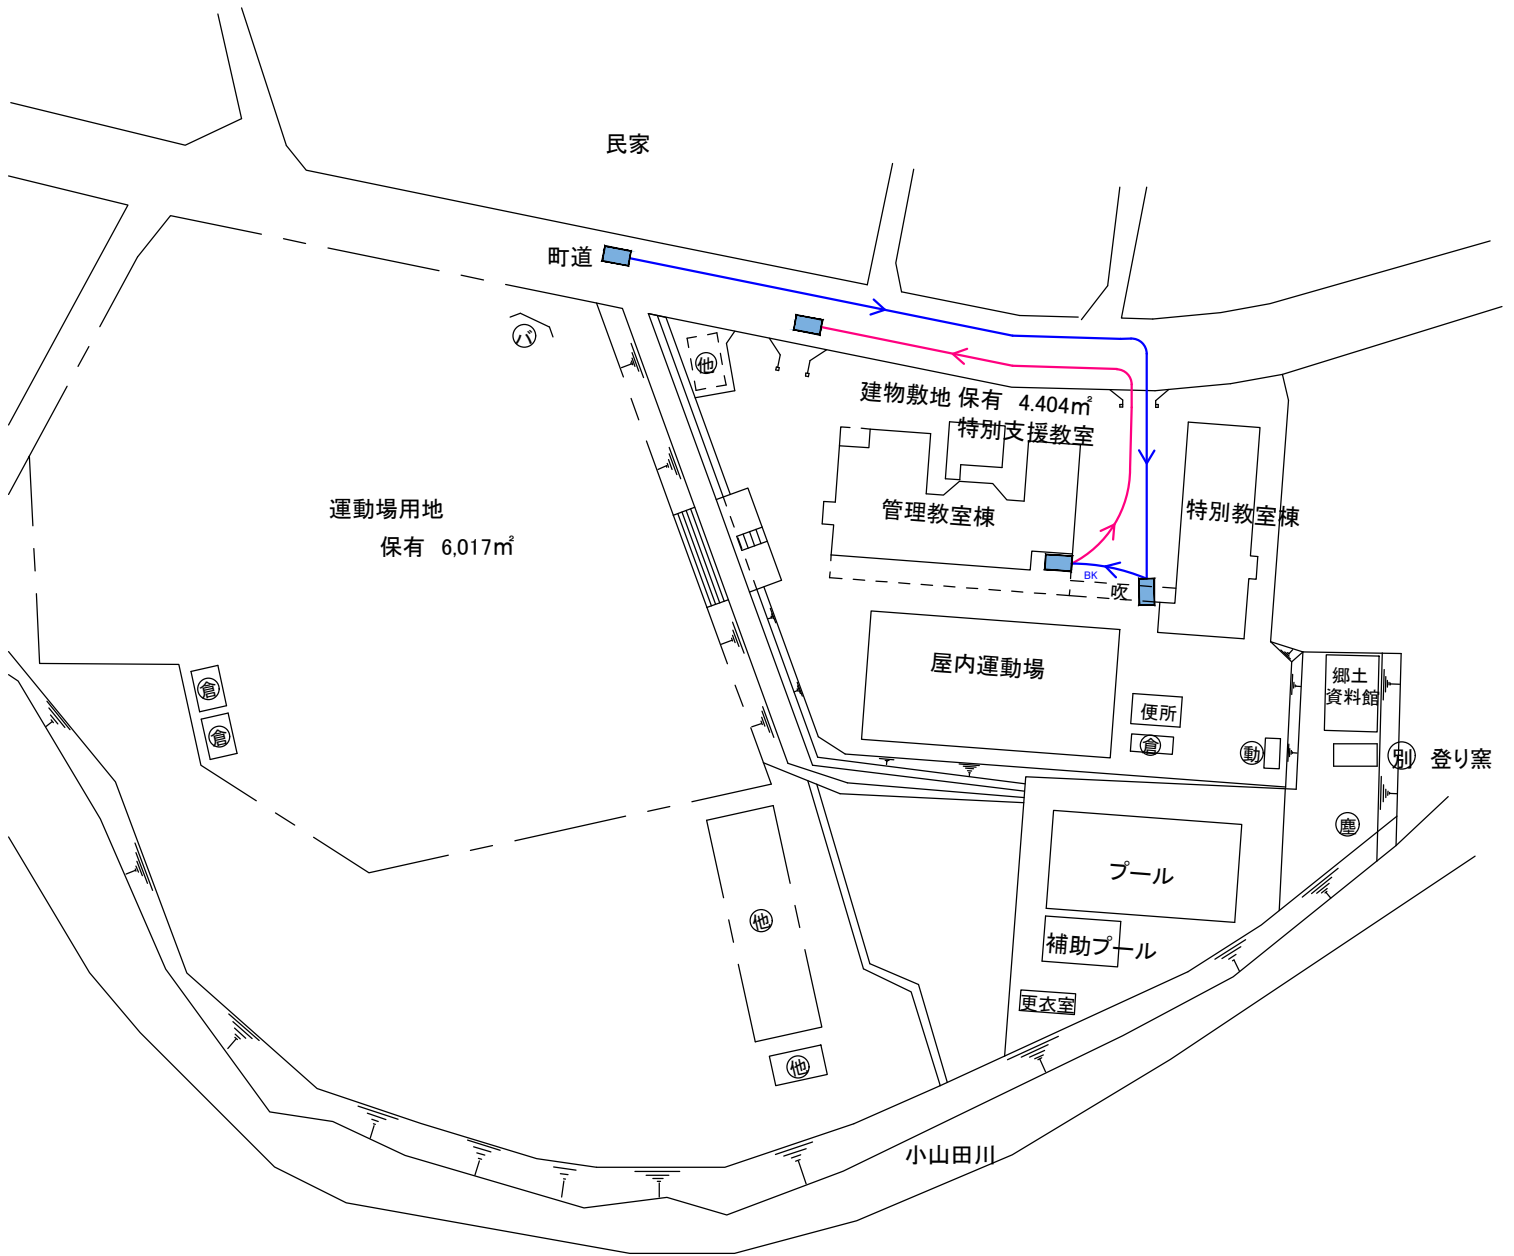 民家
町道
バ
他
建物敷地 保有 4.404㎡
特別支援教室
運動場用地
保有 6,017㎡
管理教室棟
特別教室棟
BK
吹
屋内運動場
郷土
資料館
倉
倉
便所
倉
動
別 登り窯
塵
プール
他
補助プール
更衣室
他
小山田川